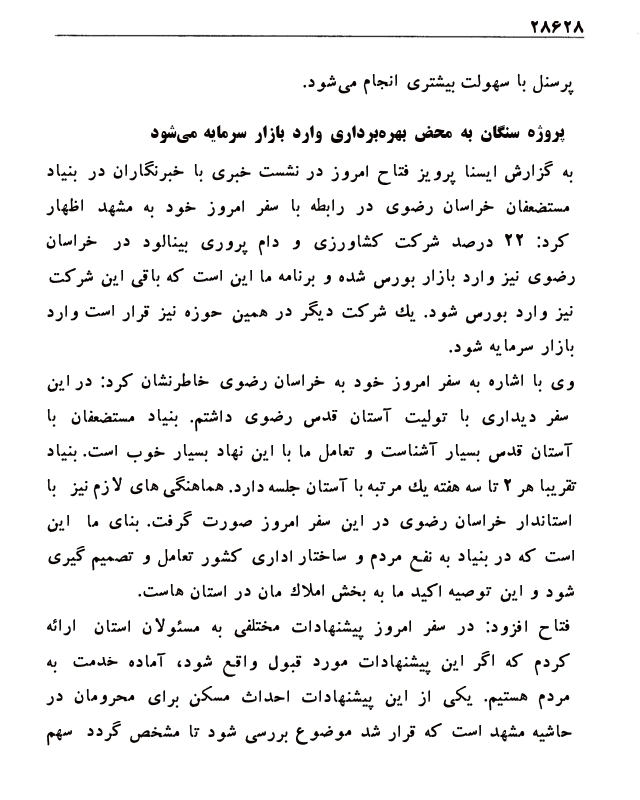 ۲۸۶۲۸
پرسنل با سهولت بیشتری انجام می‌شود.
پروژه سنگان به محض بهره‌برداری وارد بازار سرمایه می‌شود
به گزارش ایسنا پرویز فتاح امروز در نشست خبری با خبرنگاران در بنیاد
مستضعفان خراسان رضوی در رابطه با سفر امروز خود به مشهد اظهار
کرد: ۲۲ درصد شرکت کشاورزی و دام پروری بینالود در خراسان
رضوی نیز وارد بازار بورس شده و برنامه ما این است که باقی این شرکت
نیز وارد بورس شود. یك شرکت دیگر در همین حوزه نیز قرار است وارد
بازار سرمایه شود.
وی با اشاره به سفر امروز خود به خراسان رضوی خاطرنشان کرد: در این
سفر دیداری با تولیت آستان قدس رضوی داشتم. بنیاد مستضعفان با
آستان قدس بسیار آشناست و تعامل ما با این نهاد بسیار خوب است. بنیاد
تقریبا هر ۲ تا سه هفته یك مرتبه با آستان جلسه دارد. هماهنگی های لازم نیز با
استاندار خراسان رضوی در این سفر امروز صورت گرفت. بنای ما این
است که در بنیاد به نفع مردم و ساختار اداری کشور تعامل و تصمیم گیری
شود و این توصیه اکید ما به بخش املاك مان در استان هاست.
فتاح افزود: در سفر امروز پیشنهادات مختلفی به مسئولان استان ارائه
کردم که اگر این پیشنهادات مورد قبول واقع شود، آماده خدمت به
مردم هستیم. یکی از این پیشنهادات احداث مسکن برای محرومان در
حاشیه مشهد است که قرار شد موضوع بررسی شود تا مشخص گردد سهم